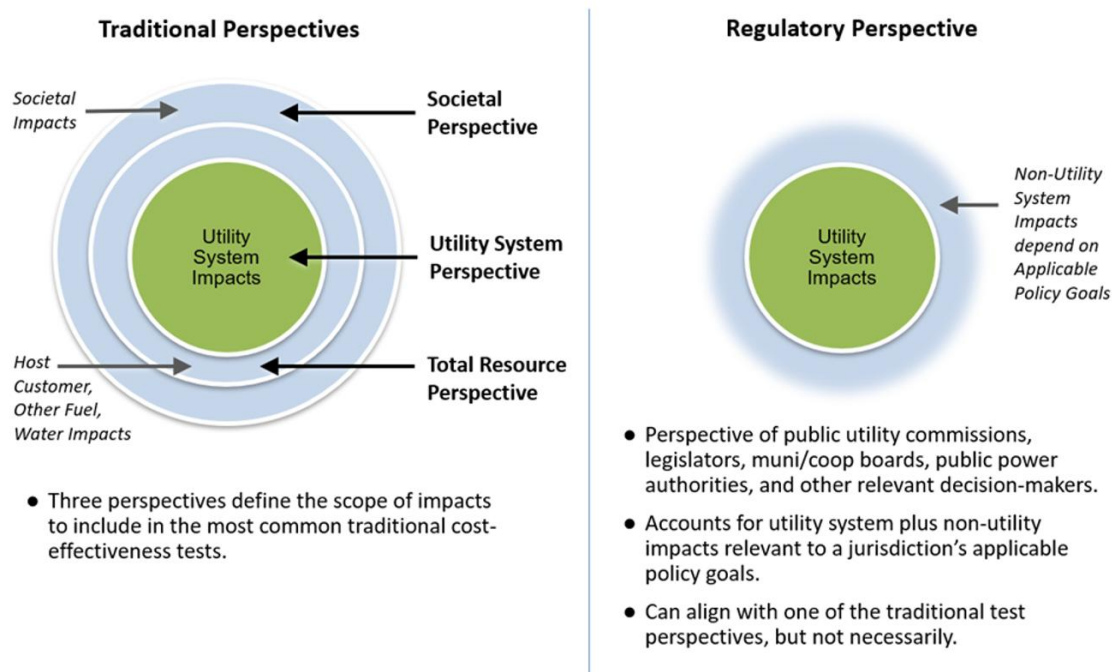 Traditional Perspectives
Societal
Impacts
Societal
Perspective
Utility
System
Impacts
Utility System
Perspective
Host
Customer,
Other Fuel,
Water Impacts
Total Resource
Perspective
● Three perspectives define the scope of impacts
to include in the most common traditional cost-
effectiveness tests.
Regulatory Perspective
Utility
System
Impacts
Non-Utility
System
Impacts
depend on
Applicable
Policy Goals
● Perspective of public utility commissions,
legislators, muni/coop boards, public power
authorities, and other relevant decision-makers.
● Accounts for utility system plus non-utility
impacts relevant to a jurisdiction’s applicable
policy goals.
● Can align with one of the traditional test
perspectives, but not necessarily.